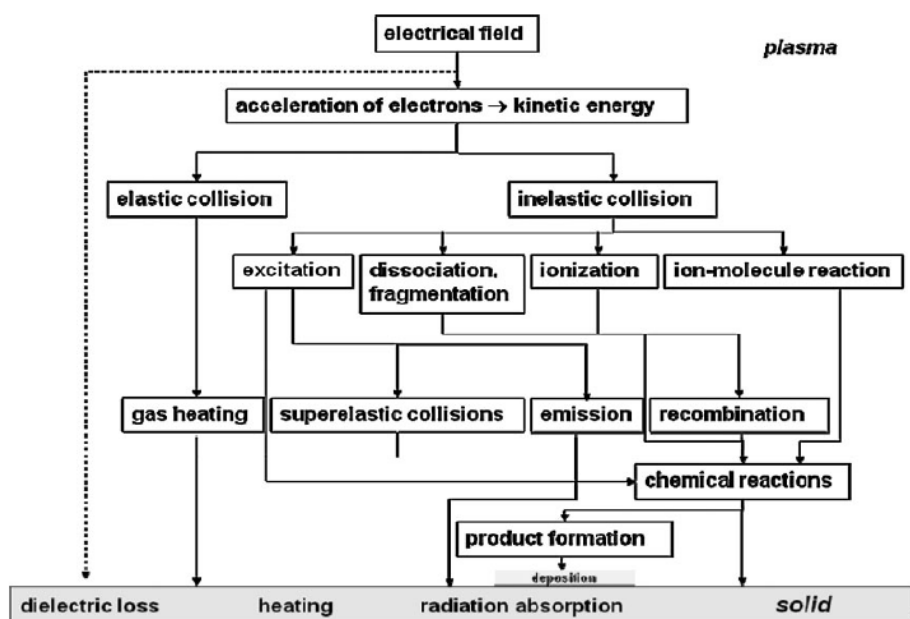 electrical field
plasma
acceleration of electrons → kinetic energy
elastic collision
inelastic collision
excitation
dissociation,
fragmentation
ionization
ion-molecule reaction
gas heating
superelastic collisions
emission
recombination
chemical reactions
product formation
deposition
dielectric loss
heating
radiation absorption
solid